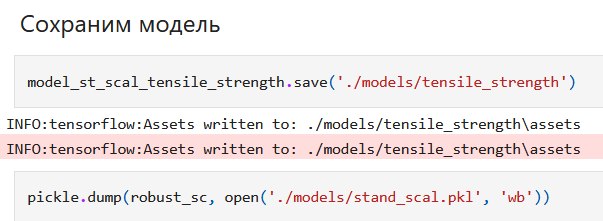 Сохраним модель
model_st_scal_tensile_strength.save('./models/tensile_strength')
INFO:tensorflow:Assets written to: ./models/tensile_strength\assets
INFO:tensorflow:Assets written to: ./models/tensile_strength\assets
pickle.dump(robust_sc, open('./models/stand_scal.pkl', 'wb'))